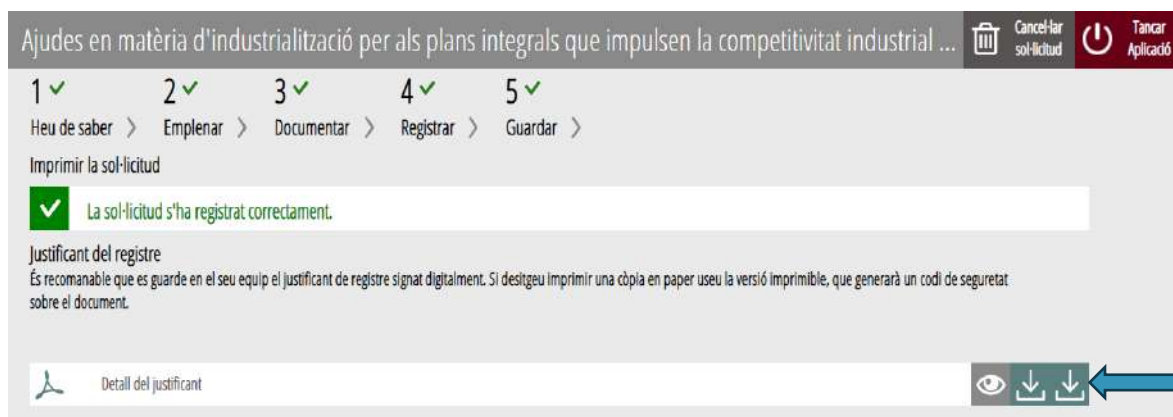 Ajudes en matèria d'industrialització per als plans integrals que impulsen la competitivitat industrial ...
Cancel·lar
sol·licitud
Tancar
Aplicació
1 2 3 4 5
Heu de saber > Emplenar > Documentar > Registrar > Guardar >
Imprimir la sol·licitud
La sol·licitud s'ha registrat correctament.
Justificant del registre
És recomanable que es guarde en el seu equip el justificant de registre signat digitalment. Si desitgeu imprimir una còpia en paper useu la versió imprimible, que generarà un codi de seguretat
sobre el document.
Detall del justificant